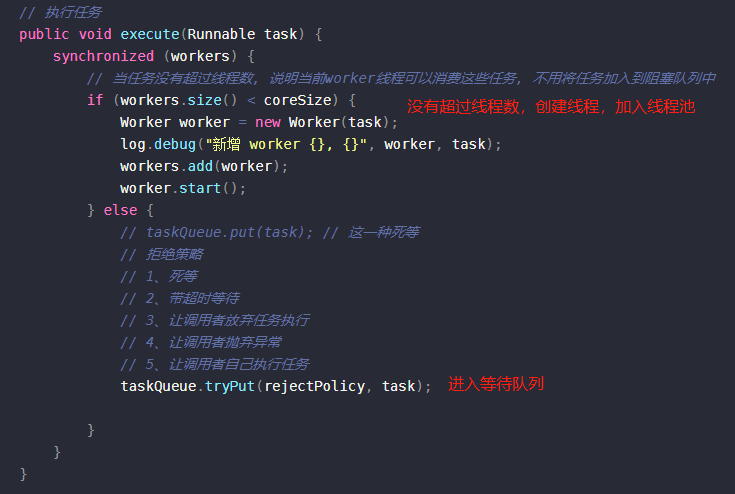 // 执行任务
public void execute(Runnable task) {
synchronized (workers) {
// 当任务没有超过线程数, 说明当前worker线程可以消费这些任务, 不用将任务加入到阻塞队列中
if (workers.size() < coreSize) { 没有超过线程数，创建线程，加入线程池
Worker worker = new Worker(task);
log.debug("新增 worker {}, {}", worker, task);
workers.add(worker);
worker.start();
} else {
// taskQueue.put(task); // 这一种死等
// 拒绝策略
// 1、死等
// 2、带超时等待
// 3、让调用者放弃任务执行
// 4、让调用者抛弃异常
// 5、让调用者自己执行任务
taskQueue.tryPut(rejectPolicy, task); 进入等待队列
}
}
}